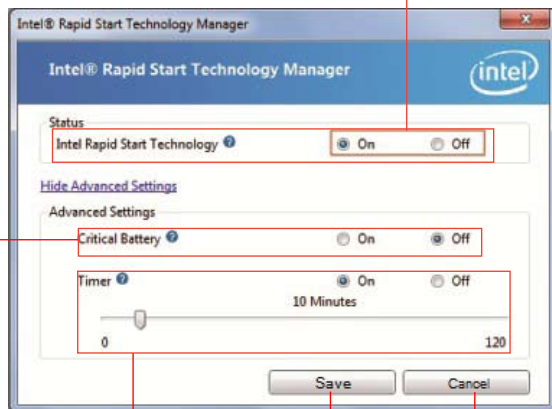 Intel® Rapid Start Technology Manager
Intel® Rapid Start Technology Manager
intel
Status
Intel Rapid Start Technology ? On Off
Hide Advanced Settings
Advanced Settings
Critical Battery ? On Off
Timer ? On Off
10 Minutes
0 120
Save Cancel